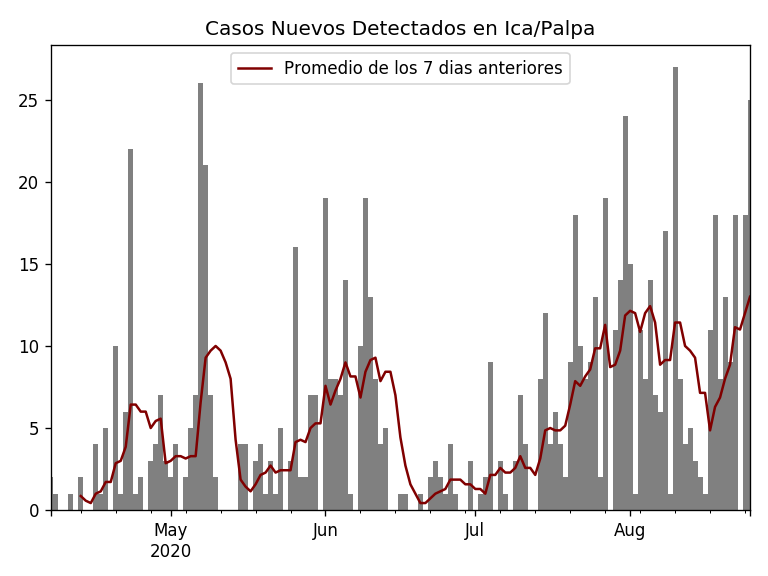 Casos Nuevos Detectados en Ica/Palpa
Promedio de los 7 dias anteriores
25
20
15
10
5
0
May
2020
Jun
Jul
Aug